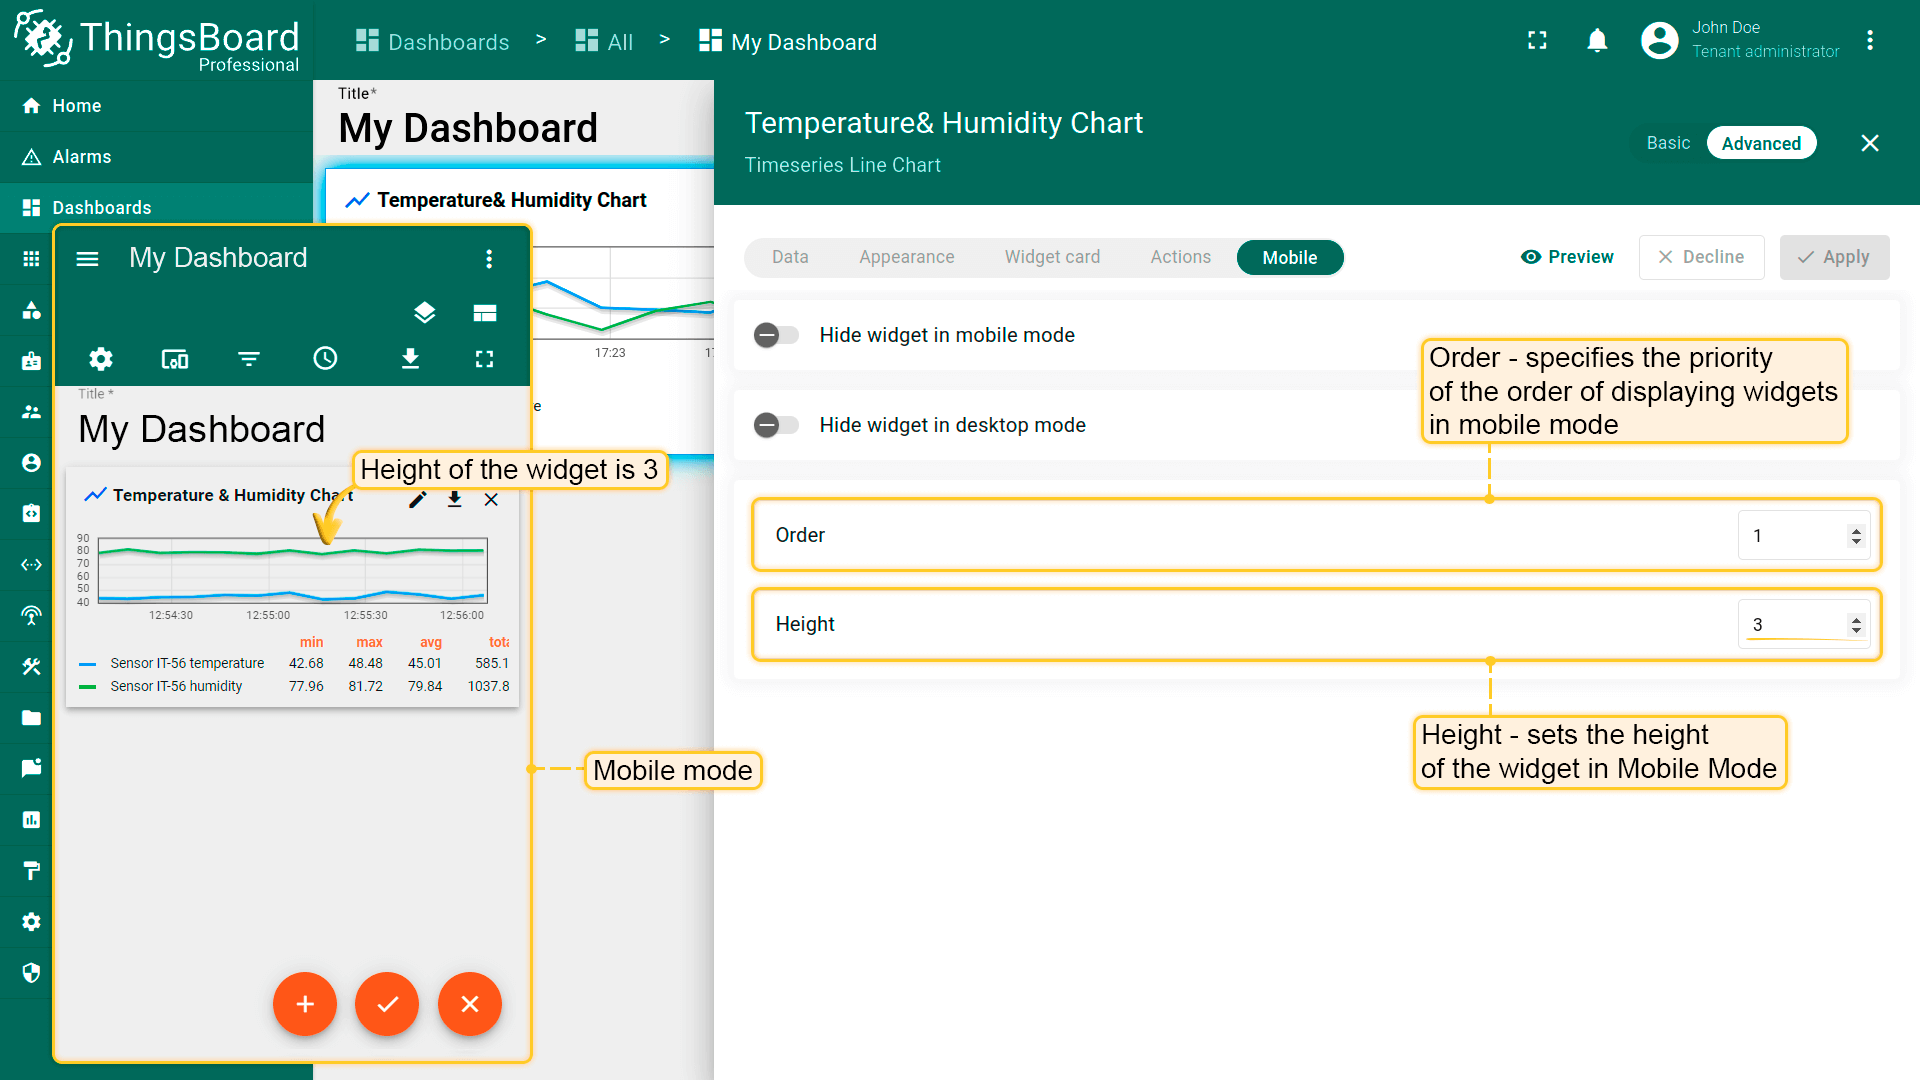 ThingsBoard
Professional
Dashboards > All > My Dashboard
John Doe
Tenant administrator
Home
Alarms
Dashboards
Title*
My Dashboard
Temperature& Humidity Chart
17:23
Temperature& Humidity Chart
Timeseries Line Chart
Basic
Advanced
Data
Appearance
Widget card
Actions
Mobile
Preview
Decline
Apply
Hide widget in mobile mode
Hide widget in desktop mode
Order - specifies the priority
of the order of displaying widgets
in mobile mode
Order
1
Height
3
Height - sets the height
of the widget in Mobile Mode
My Dashboard
Title *
My Dashboard
Height of the widget is 3
Temperature & Humidity Chart
90
80
70
60
50
40
12:54:30 12:55:00 12:55:30 12:56:00
min max avg tota
Sensor IT-56 temperature 42.68 48.48 45.01 585.1
Sensor IT-56 humidity 77.96 81.72 79.84 1037.8
Mobile mode